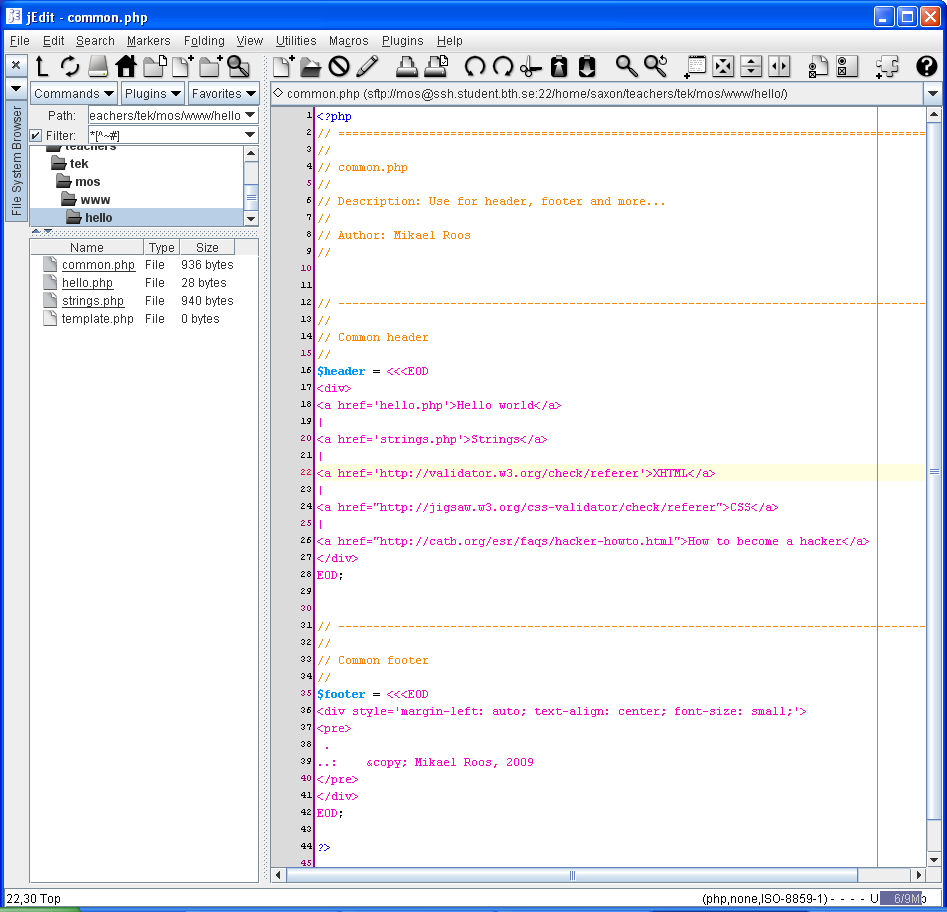 jEdit - common.php
File Edit Search Markers Folding View Utilities Macros Plugins Help
Commands Plugins Favorites
File System Browser
Path: eachers/tek/mos/www/hello
Filter: *[^~#]
teachers
tek
mos
www
hello
Name Type Size
common.php File 936 bytes
hello.php File 28 bytes
strings.php File 940 bytes
template.php File 0 bytes
common.php (sftp://mos@ssh.student.bth.se:22/home/saxon/teachers/tek/mos/www/hello/)
1 <?php
2 // =====================================================================================
3 //
4 // common.php
5 //
6 // Description: Use for header, footer and more...
7 //
8 // Author: Mikael Roos
9 //
10
11
12 // -------------------------------------------------------------------------------------
13 //
14 // Common header
15 //
16 $header = <<<EOD
17 <div>
18 <a href='hello.php'>Hello world</a>
19 |
20 <a href='strings.php'>Strings</a>
21 |
22 <a href='http://validator.w3.org/check/referer'>XHTML</a>
23 |
24 <a href="http://jigsaw.w3.org/css-validator/check/referer">CSS</a>
25 |
26 <a href="http://catb.org/esr/faqs/hacker-howto.html">How to become a hacker</a>
27 </div>
28 EOD;
29
30
31 // -------------------------------------------------------------------------------------
32 //
33 // Common footer
34 //
35 $footer = <<<EOD
36 <div style='margin-left: auto; text-align: center; font-size: small;'>
37 <pre>
38  .
39 ..:    &copy; Mikael Roos, 2009
40 </pre>
41 </div>
42 EOD;
43
44 ?>
45
22,30 Top
(php,none,ISO-8859-1) - - - - U 6/9Mb